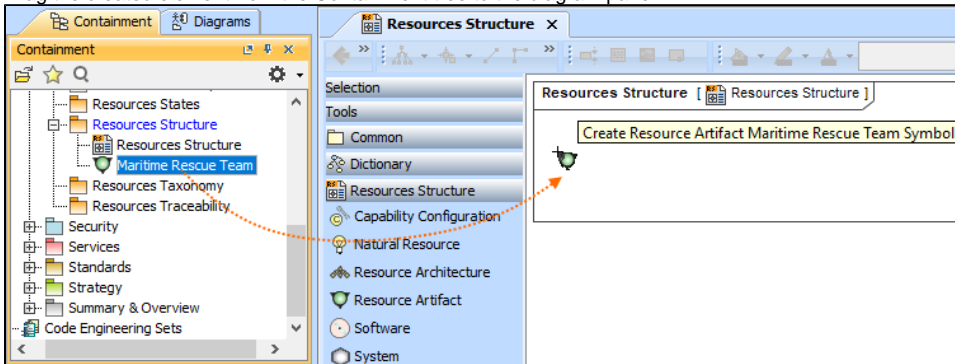 Containment
Diagrams
Containment
Resources States
Resources Structure
Resources Structure
Maritime Rescue Team
Resources Taxonomy
Resources Traceability
Security
Services
Standards
Strategy
Summary & Overview
Code Engineering Sets
Resources Structure
Selection
Tools
Common
Dictionary
Resources Structure
Capability Configuration
Natural Resource
Resource Architecture
Resource Artifact
Software
System
Resources Structure [ Resources Structure ]
Create Resource Artifact Maritime Rescue Team Symbol